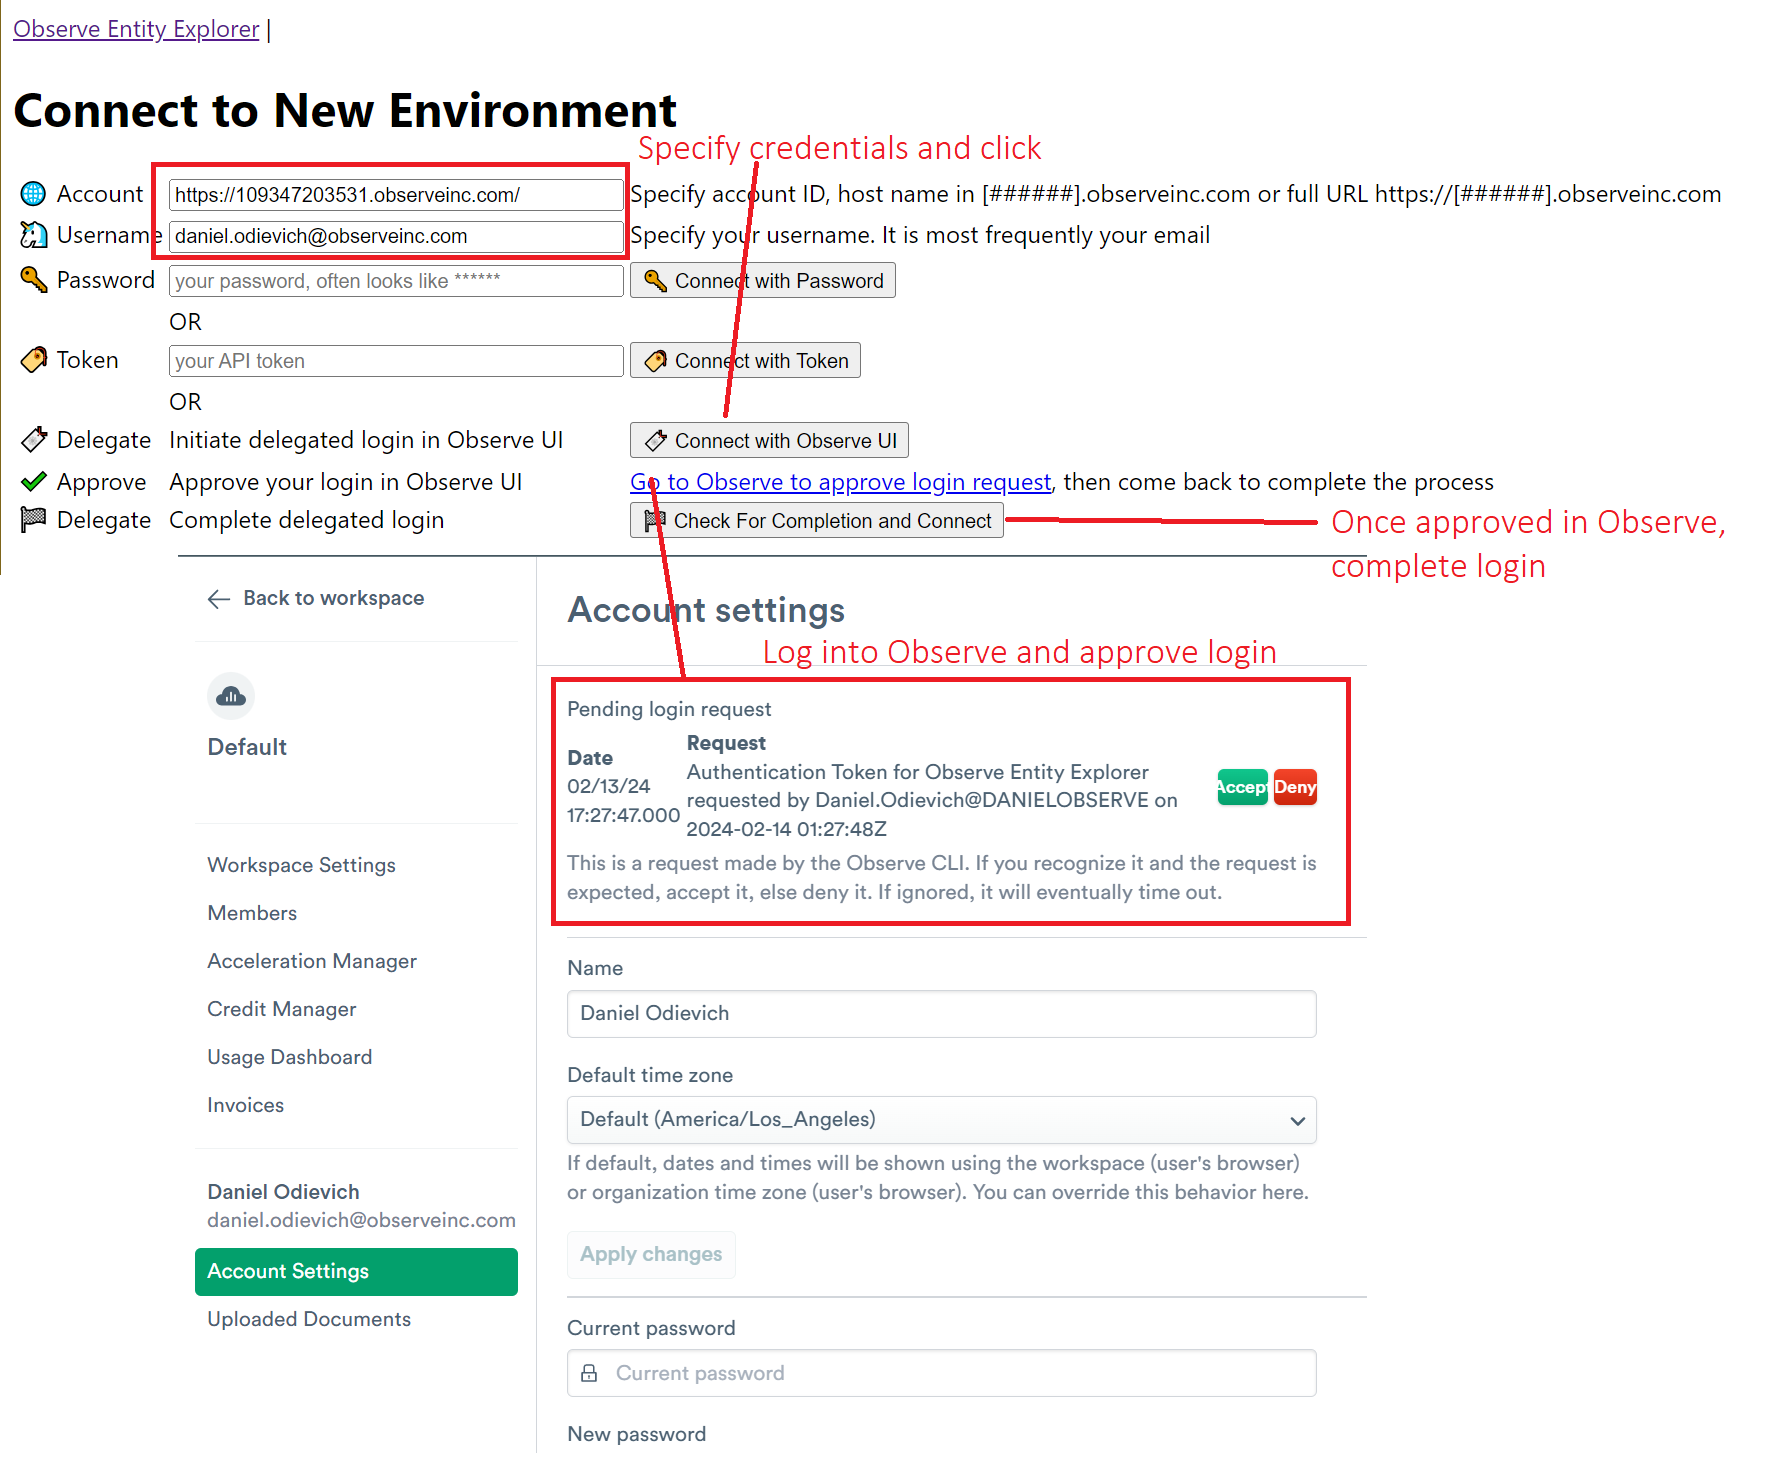 Observe Entity Explorer |
Connect to New Environment
Specify credentials and click
Account https://109347203531.observeinc.com/ Specify account ID, host name in [######].observeinc.com or full URL https://[######].observeinc.com
Username daniel.odievich@observeinc.com Specify your username. It is most frequently your email
Password your password, often looks like ****** Connect with Password
OR
Token your API token Connect with Token
OR
Delegate Initiate delegated login in Observe UI Connect with Observe UI
Approve Approve your login in Observe UI Go to Observe to approve login request, then come back to complete the process
Delegate Complete delegated login Check For Completion and Connect
Once approved in Observe,
complete login
Back to workspace
Default
Workspace Settings
Members
Acceleration Manager
Credit Manager
Usage Dashboard
Invoices
Daniel Odievich
daniel.odievich@observeinc.com
Account Settings
Uploaded Documents
Account settings
Log into Observe and approve login
Pending login request
Date
02/13/24
17:27:47.000
Request
Authentication Token for Observe Entity Explorer
requested by Daniel.Odievich@DANIELOBSERVE on
2024-02-14 01:27:48Z
Accept Deny
This is a request made by the Observe CLI. If you recognize it and the request is
expected, accept it, else deny it. If ignored, it will eventually time out.
Name
Daniel Odievich
Default time zone
Default (America/Los_Angeles)
If default, dates and times will be shown using the workspace (user's browser)
or organization time zone (user's browser). You can override this behavior here.
Apply changes
Current password
Current password
New password